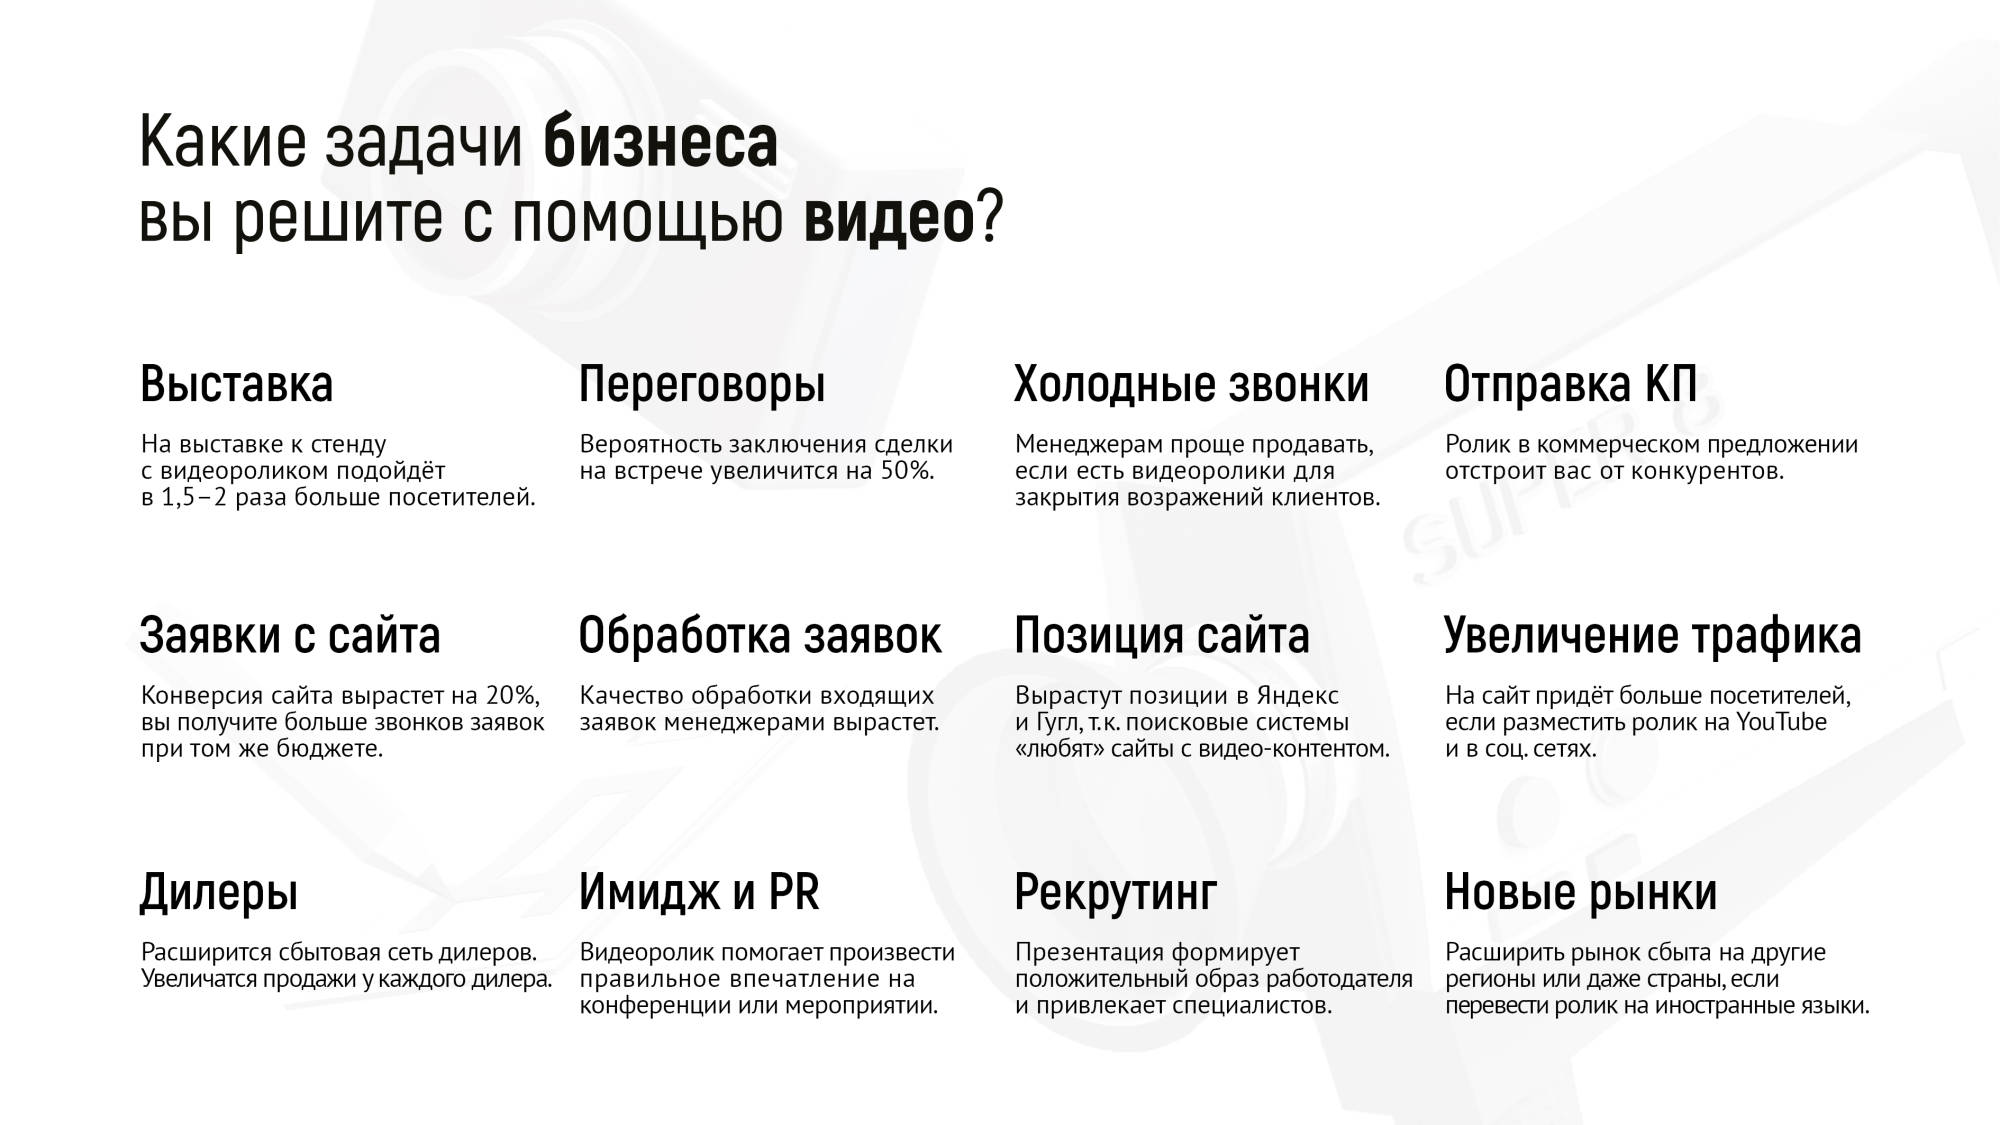 Какие задачи бизнеса
вы решите с помощью видео?
Выставка
На выставке к стенду
с видеороликом подойдёт
в 1,5–2 раза больше посетителей.
Переговоры
Вероятность заключения сделки
на встрече увеличится на 50%.
Холодные звонки
Менеджерам проще продавать,
если есть видеоролики для
закрытия возражений клиентов.
Отправка КП
Ролик в коммерческом предложении
отстроит вас от конкурентов.
SUPER 8
Заявки с сайта
Конверсия сайта вырастет на 20%,
вы получите больше звонков заявок
при том же бюджете.
Обработка заявок
Качество обработки входящих
заявок менеджерами вырастет.
Позиция сайта
Вырастут позиции в Яндекс
и Гугл, т.к. поисковые системы
«любят» сайты с видео-контентом.
Увеличение трафика
На сайт придёт больше посетителей,
если разместить ролик на YouTube
и в соц. сетях.
Дилеры
Расширится сбытовая сеть дилеров.
Увеличатся продажи у каждого дилера.
Имидж и PR
Видеоролик помогает произвести
правильное впечатление на
конференции или мероприятии.
Рекрутинг
Презентация формирует
положительный образ работодателя
и привлекает специалистов.
Новые рынки
Расширить рынок сбыта на другие
регионы или даже страны, если
перевести ролик на иностранные языки.